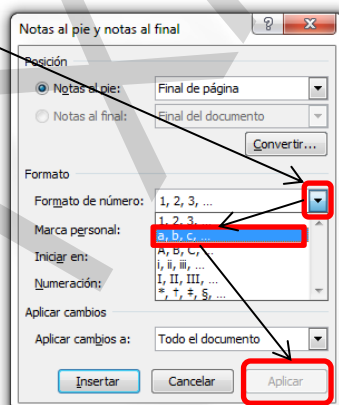 Notas al pie y notas al final
Posición
Notas al pie: Final de página
Notas al final: Final del documento
Convertir...
Formato
Formato de número: 1, 2, 3, ...
Marca personal: 1, 2, 3, ...
a, b, c, ...
Iniciar en: A, B, C, ...
i, ii, iii, ...
Numeración: I, II, III, ...
*, †, ‡, §, ...
Aplicar cambios
Aplicar cambios a: Todo el documento
Insertar Cancelar Aplicar